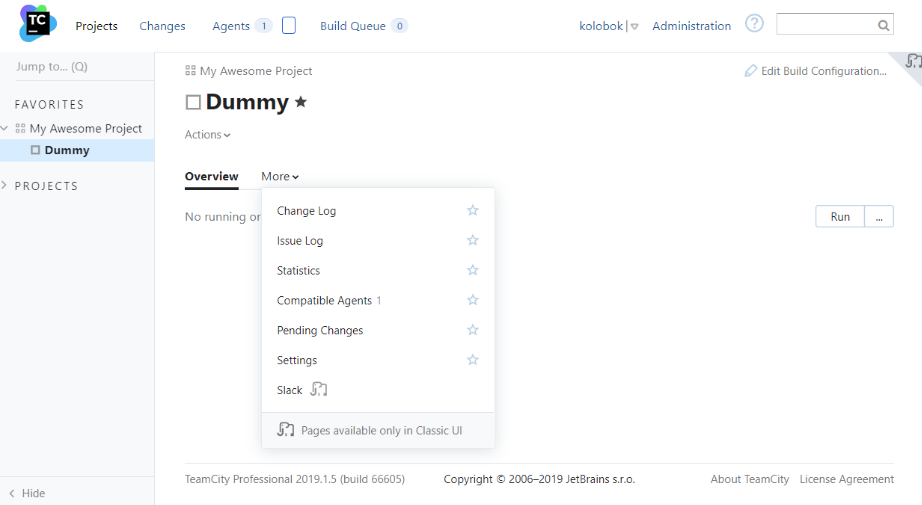 TC
Projects
Changes
Agents 1
Build Queue 0
kolobok
Administration
?
Jump to... (Q)
FAVORITES
My Awesome Project
Dummy
PROJECTS
Hide
My Awesome Project
Edit Build Configuration...
Dummy
Actions
Overview
More
No running or
Run
...
Change Log
Issue Log
Statistics
Compatible Agents 1
Pending Changes
Settings
Slack
Pages available only in Classic UI
TeamCity Professional 2019.1.5 (build 66605)
Copyright © 2006–2019 JetBrains s.r.o.
About TeamCity
License Agreement